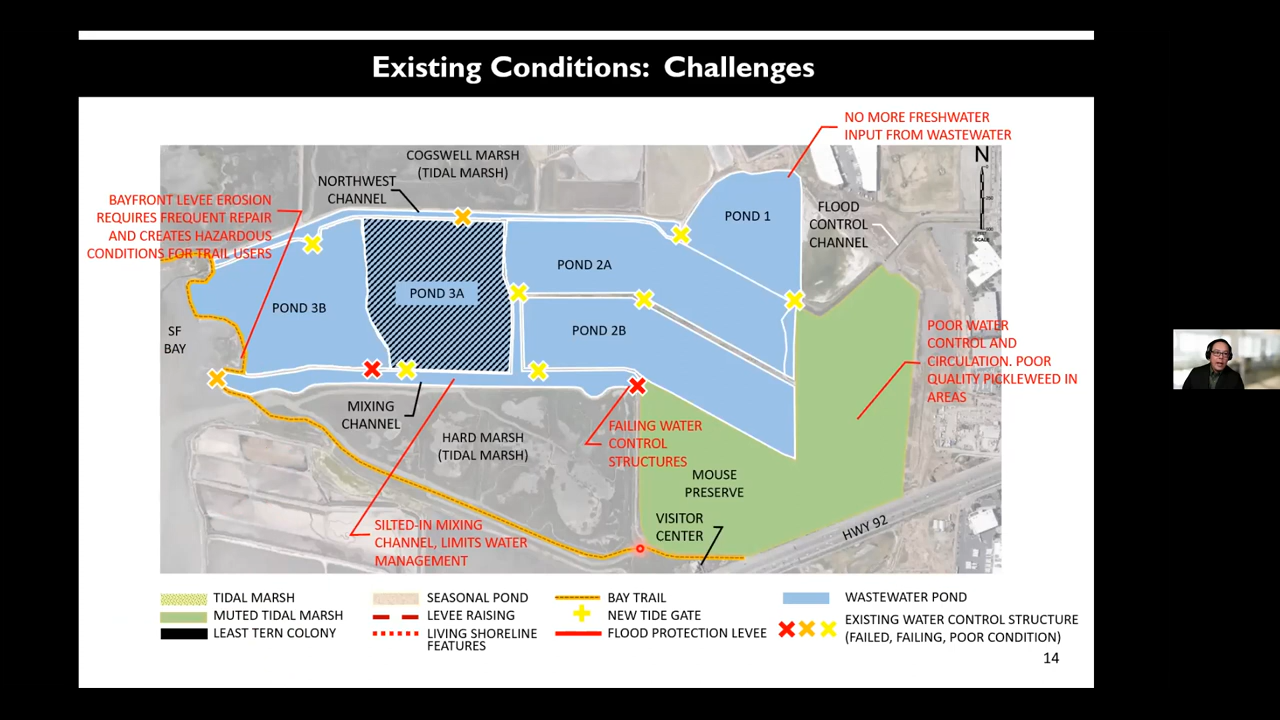 Existing Conditions: Challenges
NO MORE FRESHWATER
INPUT FROM WASTEWATER
COGSWELL MARSH
(TIDAL MARSH)
N
NORTHWEST
CHANNEL
BAYFRONT LEVEE EROSION
REQUIRES FREQUENT REPAIR
AND CREATES HAZARDOUS
CONDITIONS FOR TRAIL USERS
POND 1
FLOOD
CONTROL
CHANNEL
SCALE
POND 2A
POND 3A
POND 3B
POND 2B
SF
BAY
POOR WATER
CONTROL AND
CIRCULATION. POOR
QUALITY PICKLEWEED IN
AREAS
MIXING
CHANNEL
HARD MARSH
(TIDAL MARSH)
FAILING WATER
CONTROL
STRUCTURES
MOUSE
PRESERVE
VISITOR
CENTER
HWY 92
SILTED-IN MIXING
CHANNEL, LIMITS WATER
MANAGEMENT
TIDAL MARSH
MUTED TIDAL MARSH
LEAST TERN COLONY
SEASONAL POND
LEVEE RAISING
LIVING SHORELINE
FEATURES
BAY TRAIL
NEW TIDE GATE
FLOOD PROTECTION LEVEE
WASTEWATER POND
EXISTING WATER CONTROL STRUCTURE
(FAILED, FAILING, POOR CONDITION)
14